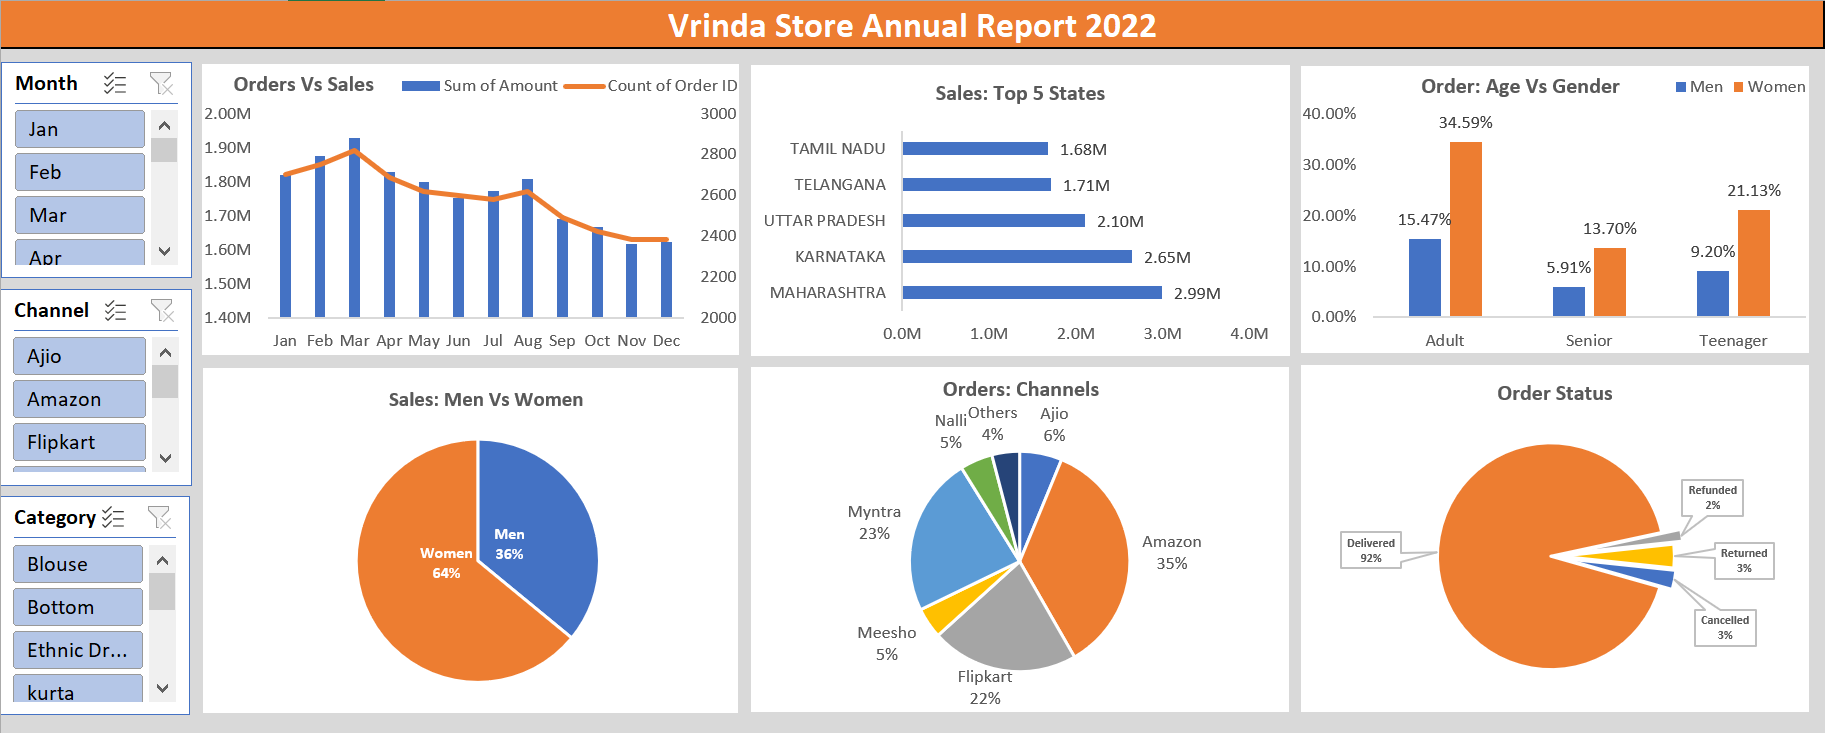 Vrinda Store Annual Report 2022
Month
Jan
Feb
Mar
Apr
Channel
Ajio
Amazon
Flipkart
Category
Blouse
Bottom
Ethnic Dr...
kurta
Orders Vs Sales
Sum of Amount Count of Order ID
2.00M 3000
1.90M 2800
1.80M
1.70M 2600
1.60M 2400
1.50M 2200
1.40M 2000
Jan Feb Mar Apr May Jun Jul Aug Sep Oct Nov Dec
Sales: Top 5 States
TAMIL NADU 1.68M
TELANGANA 1.71M
UTTAR PRADESH 2.10M
KARNATAKA 2.65M
MAHARASHTRA 2.99M
0.0M 1.0M 2.0M 3.0M 4.0M
Order: Age Vs Gender
Men Women
40.00%
30.00%
20.00%
10.00%
0.00%
15.47% 34.59%
5.91% 13.70%
9.20% 21.13%
Adult Senior Teenager
Sales: Men Vs Women
Men
36%
Women
64%
Orders: Channels
Nalli
5%
Others
4%
Ajio
6%
Myntra
23%
Amazon
35%
Meesho
5%
Flipkart
22%
Order Status
Refunded
2%
Delivered
92%
Returned
3%
Cancelled
3%